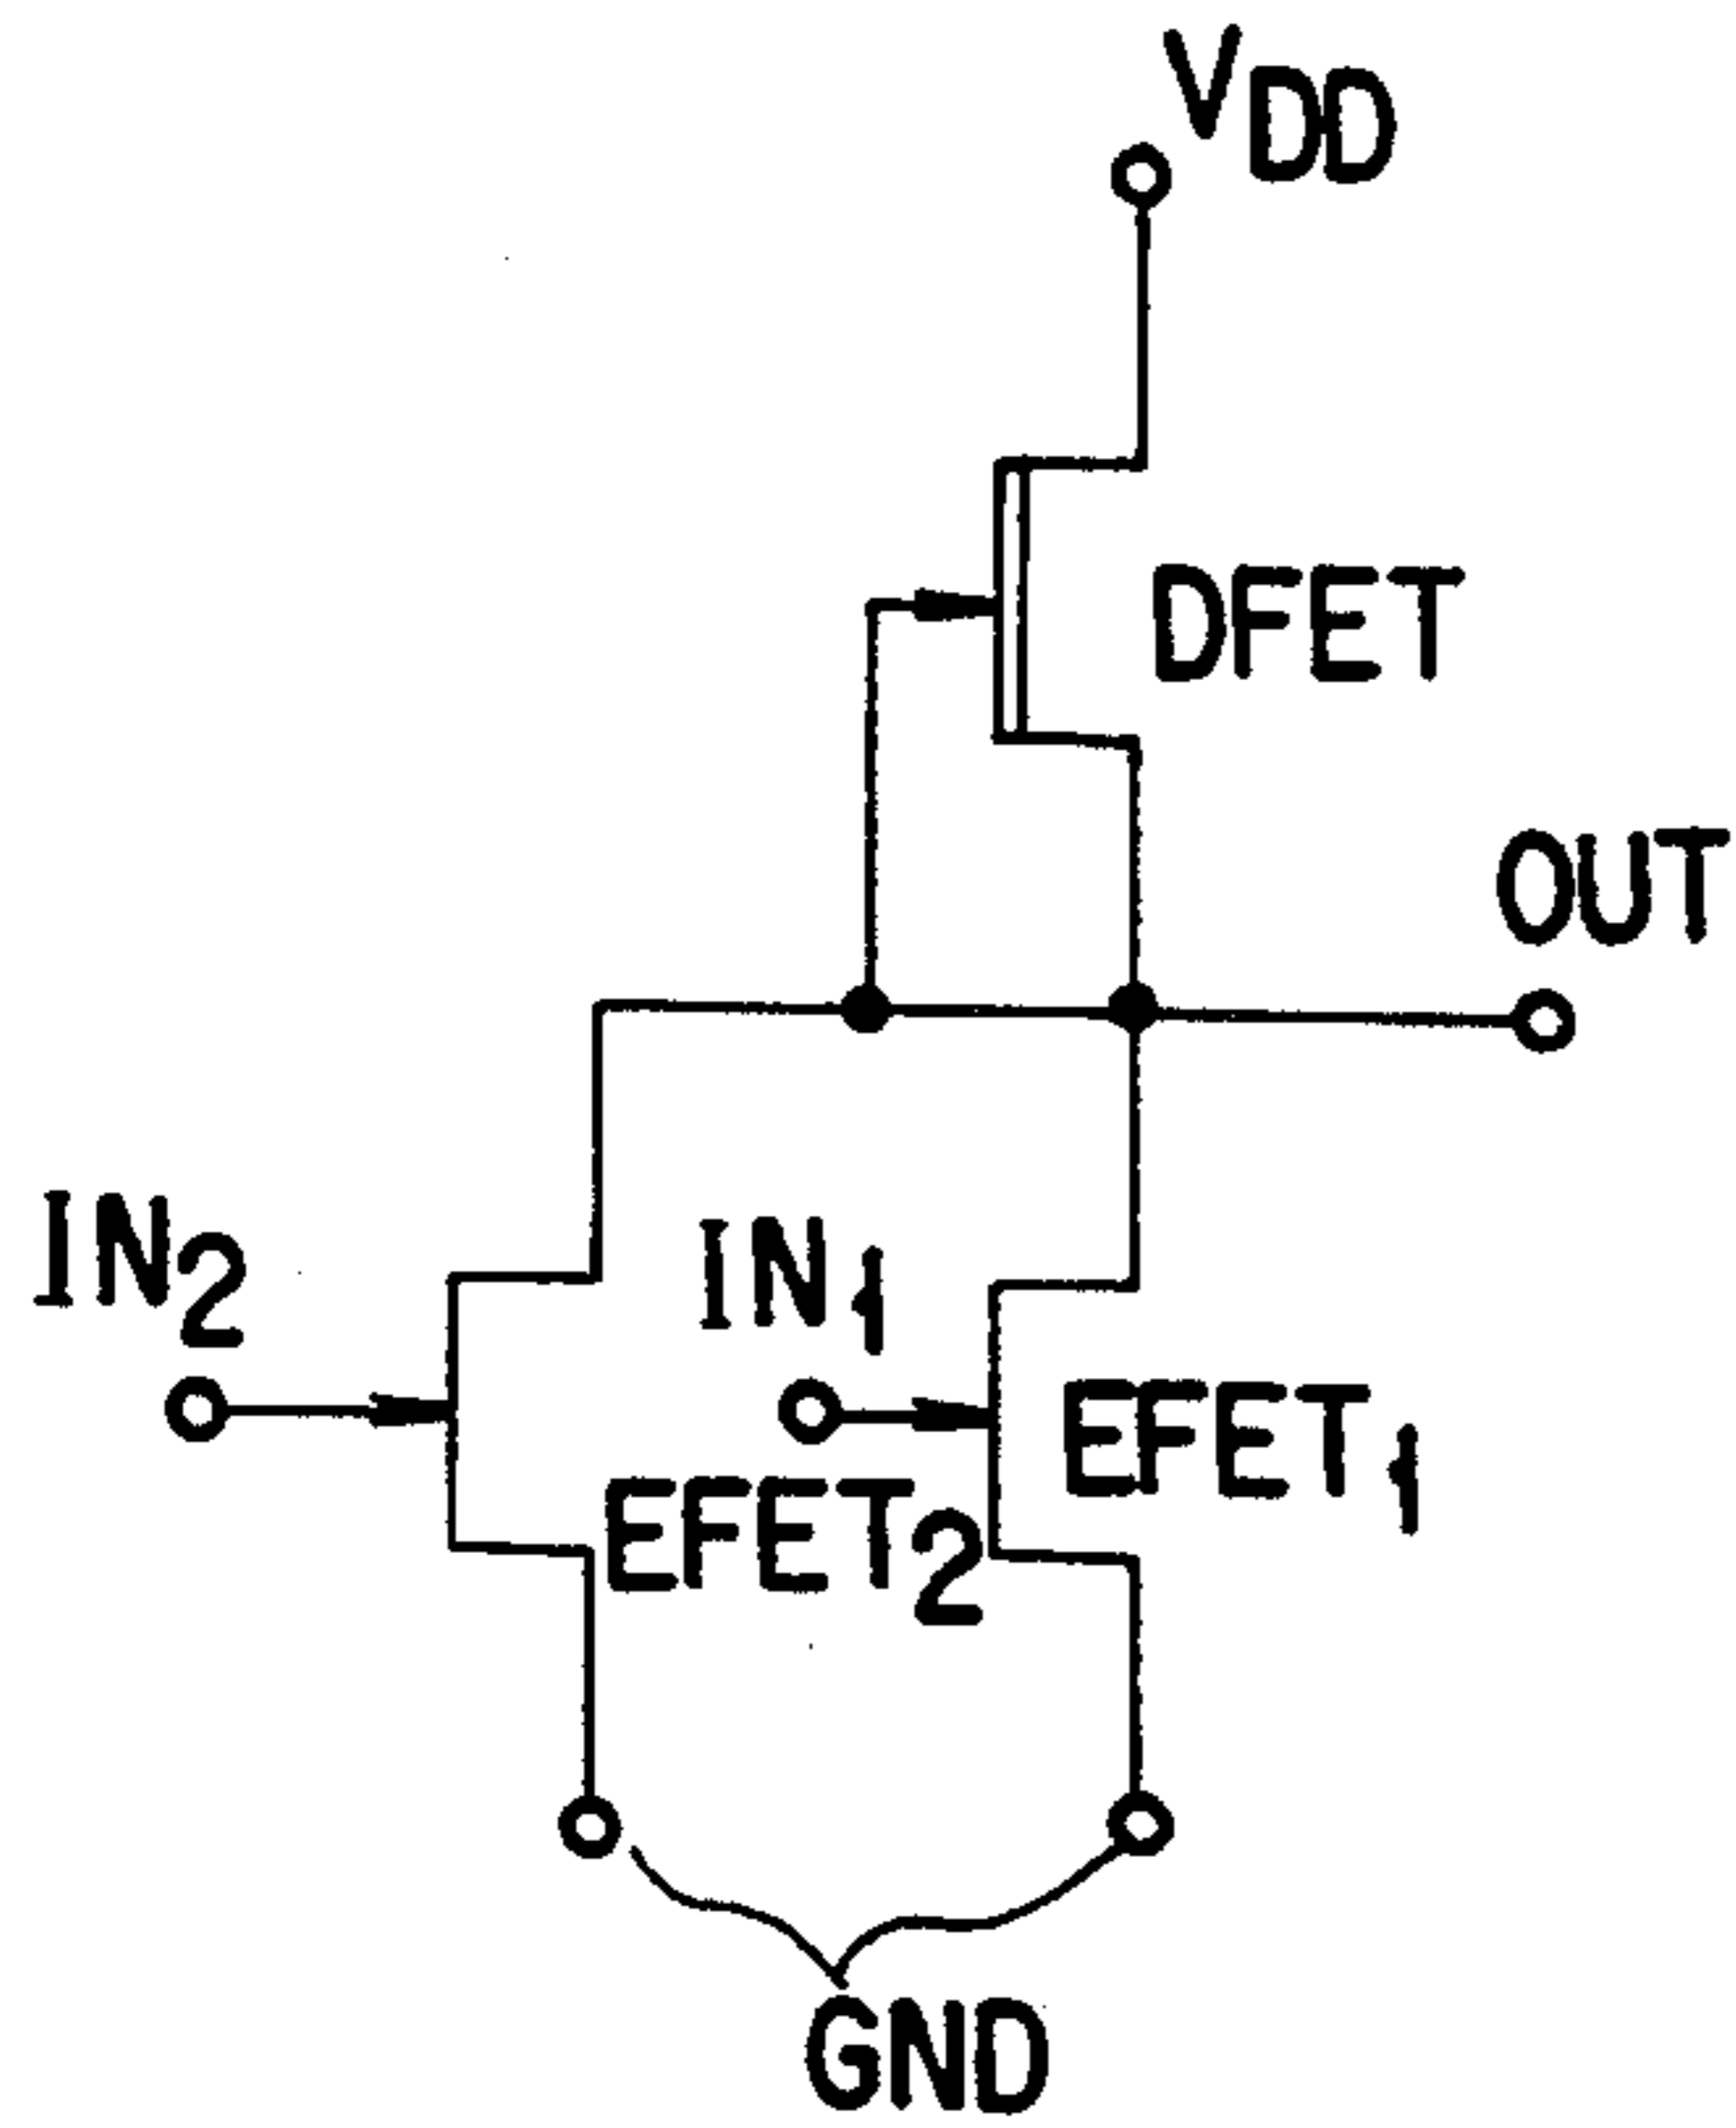 VDD
DFET
OUT
IN2
IN1
EFET1
EFET2
GND